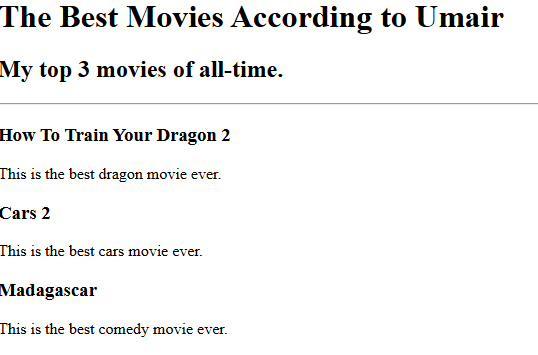 The Best Movies According to Umair
My top 3 movies of all-time.
How To Train Your Dragon 2
This is the best dragon movie ever.
Cars 2
This is the best cars movie ever.
Madagascar
This is the best comedy movie ever.